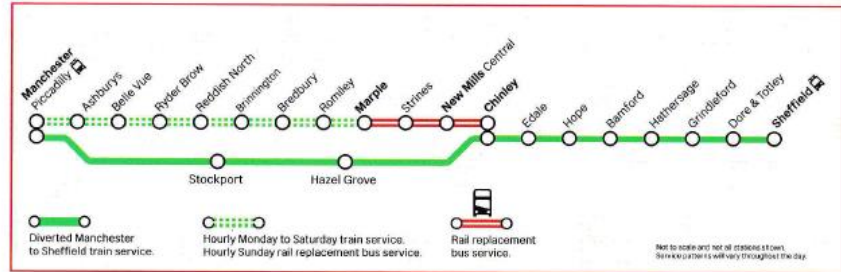 Manchester
Piccadilly
Ashburys
Belle Vue
Ryder Brow
Reddish North
Brinnington
Bredbury
Romiley
Marple
Strines
New Mills Central
Chinley
Edale
Hope
Bamford
Hathersage
Grindleford
Dore & Totley
Sheffield
Stockport
Hazel Grove
Diverted Manchester
to Sheffield train service.
Hourly Monday to Saturday train service.
Hourly Sunday rail replacement bus service.
Rail replacement
bus service.
Not to scale and not all stations shown.
Service patterns will vary throughout the day.